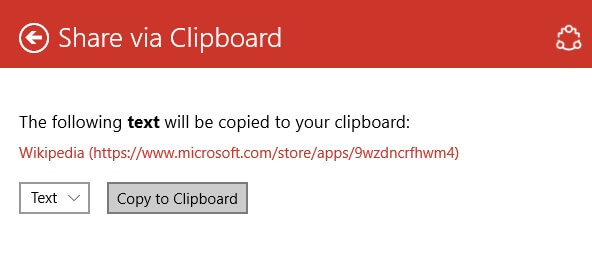 Share via Clipboard
The following text will be copied to your clipboard:
Wikipedia (https://www.microsoft.com/store/apps/9wzdncrfhwm4)
Text
Copy to Clipboard